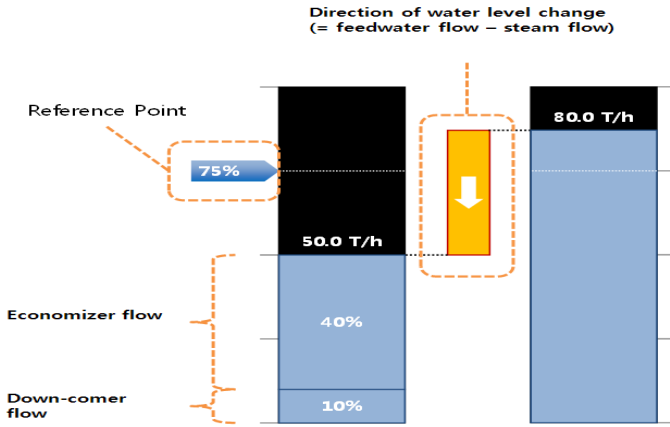 Direction of water level change
(= feedwater flow – steam flow)
80.0 T/h
Reference Point
75%
50.0 T/h
Economizer flow
40%
Down-comer
flow
10%